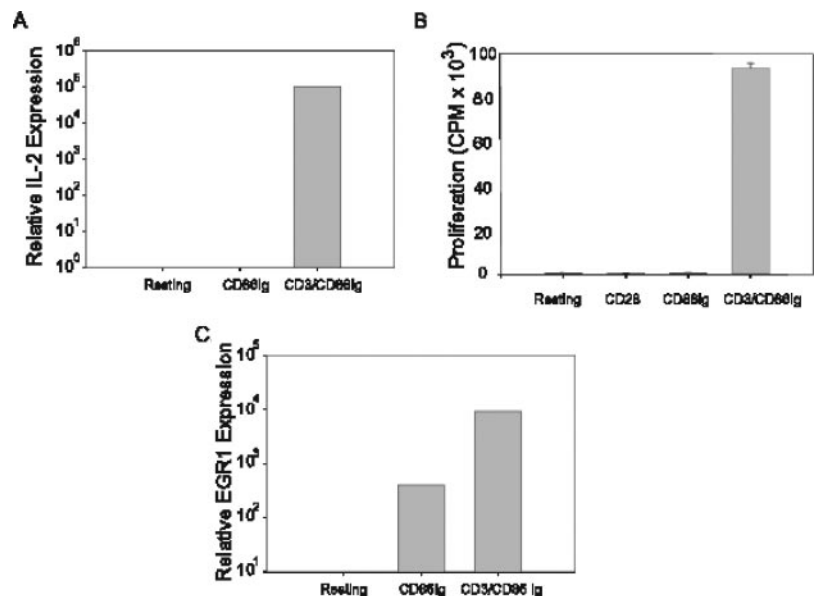 A
Relative IL-2 Expression
10⁶
10⁵
10⁴
10³
10²
10¹
10⁰
Resting CD86Ig CD3/CD86Ig
B
Proliferation (CPM x 10³)
100
80
60
40
20
0
Resting CD28 CD86Ig CD3/CD86Ig
C
Relative EGR1 Expression
10⁵
10⁴
10³
10²
10¹
Resting CD86Ig CD3/CD86 Ig